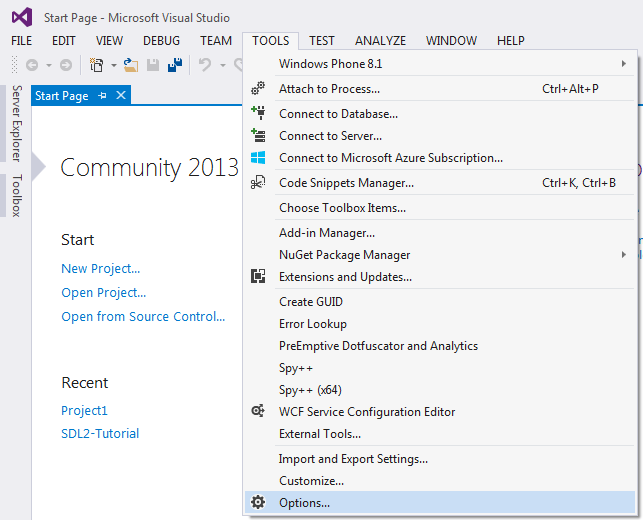 Start Page - Microsoft Visual Studio
FILE EDIT VIEW DEBUG TEAM TOOLS TEST ANALYZE WINDOW HELP
Server Explorer
Toolbox
Start Page
Community 2013
Start
New Project...
Open Project...
Open from Source Control...
Recent
Project1
SDL2-Tutorial
Windows Phone 8.1
Attach to Process... Ctrl+Alt+P
Connect to Database...
Connect to Server...
Connect to Microsoft Azure Subscription...
Code Snippets Manager... Ctrl+K, Ctrl+B
Choose Toolbox Items...
Add-in Manager...
NuGet Package Manager
Extensions and Updates...
Create GUID
Error Lookup
PreEmptive Dotfuscator and Analytics
Spy++
Spy++ (x64)
WCF Service Configuration Editor
External Tools...
Import and Export Settings...
Customize...
Options...